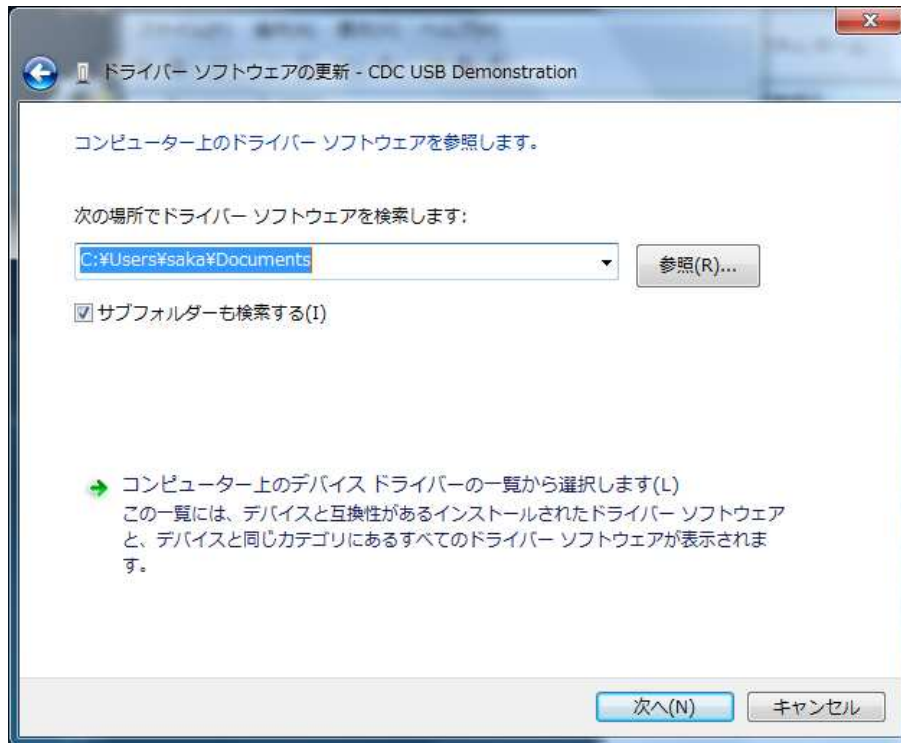 ドライバー ソフトウェアの更新 - CDC USB Demonstration
コンピューター上のドライバー ソフトウェアを参照します。
次の場所でドライバー ソフトウェアを検索します:
C:¥Users¥saka¥Documents
参照(R)...
サブフォルダーも検索する(I)
コンピューター上のデバイス ドライバーの一覧から選択します(L)
この一覧には、デバイスと互換性があるインストールされたドライバー ソフトウェア
と、デバイスと同じカテゴリにあるすべてのドライバー ソフトウェアが表示されま
す。
次へ(N)
キャンセル